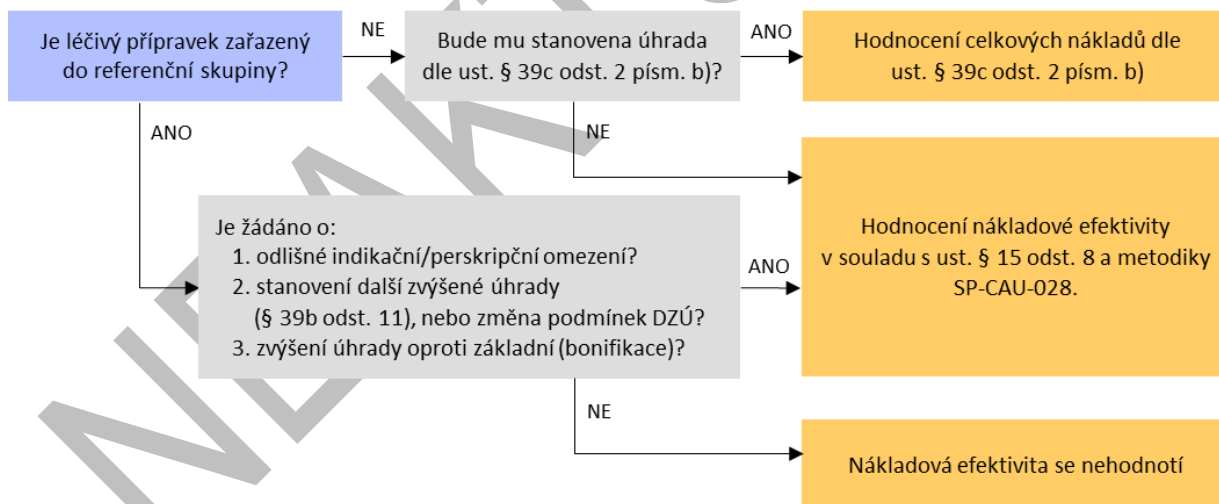 Je léčivý přípravek zařazený
do referenční skupiny?
NE
Bude mu stanovena úhrada
dle ust. § 39c odst. 2 písm. b)?
ANO
Hodnocení celkových nákladů dle
ust. § 39c odst. 2 písm. b)
ANO
NE
Je žádáno o:
1. odlišné indikační/perskripční omezení?
2. stanovení další zvýšené úhrady
(§ 39b odst. 11), nebo změna podmínek DZÚ?
3. zvýšení úhrady oproti základní (bonifikace)?
ANO
Hodnocení nákladové efektivity
v souladu s ust. § 15 odst. 8 a metodiky
SP-CAU-028.
NE
Nákladová efektivita se nehodnotí